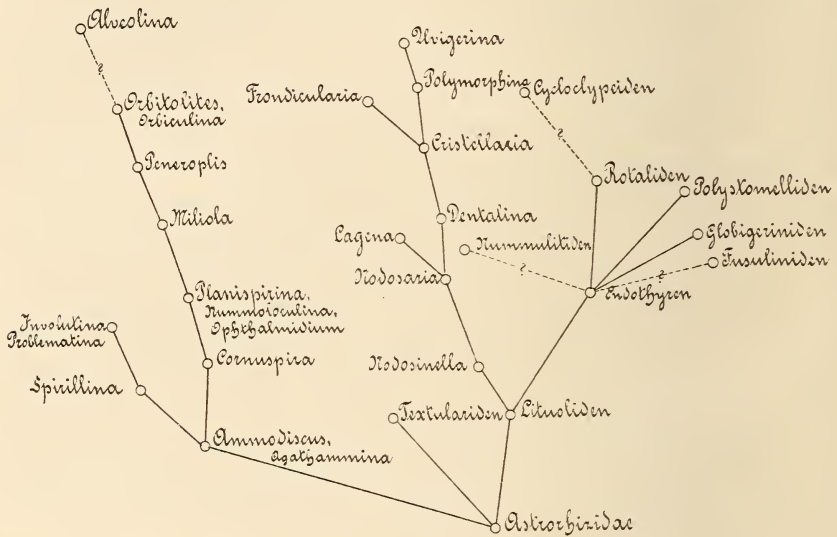 Alveolina
Uvigerina
?
Polymorphina
Cycloclypeiden
Frondicularia
Orbitolites,
Orbiculina
?
Cristellaria
Peneroplis
Rotaliden
Polystomelliden
Miliola
Dentalina
Lagena
Nummulitiden
Globigeriniden
?
?
Fusuliniden
Nodosaria
Endothyren
Planispirina,
Nummoloculina,
Ophthalmidium
Involutina
Problematina
Cornuspira
Nodosinella
Spirillina
Textulariden
Lituoliden
Ammodiscus,
Agathammina
Astrorhizidae